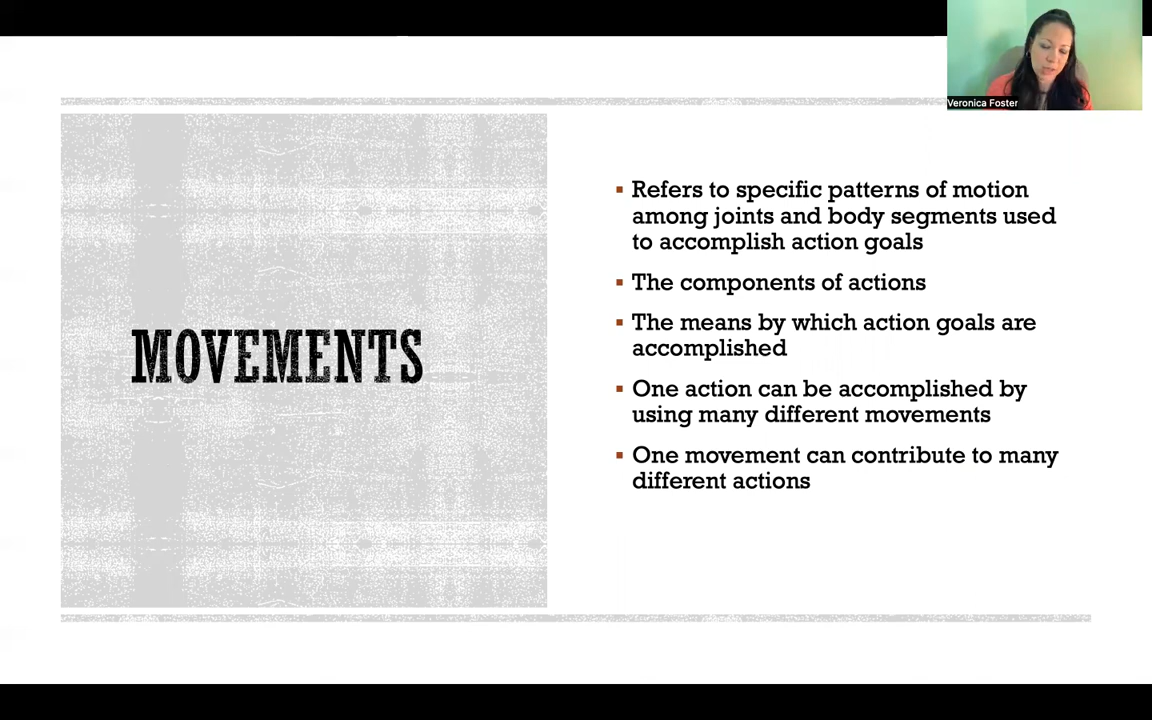 Veronica Foster
MOVEMENTS
▪ Refers to specific patterns of motion
among joints and body segments used
to accomplish action goals
▪ The components of actions
▪ The means by which action goals are
accomplished
▪ One action can be accomplished by
using many different movements
▪ One movement can contribute to many
different actions